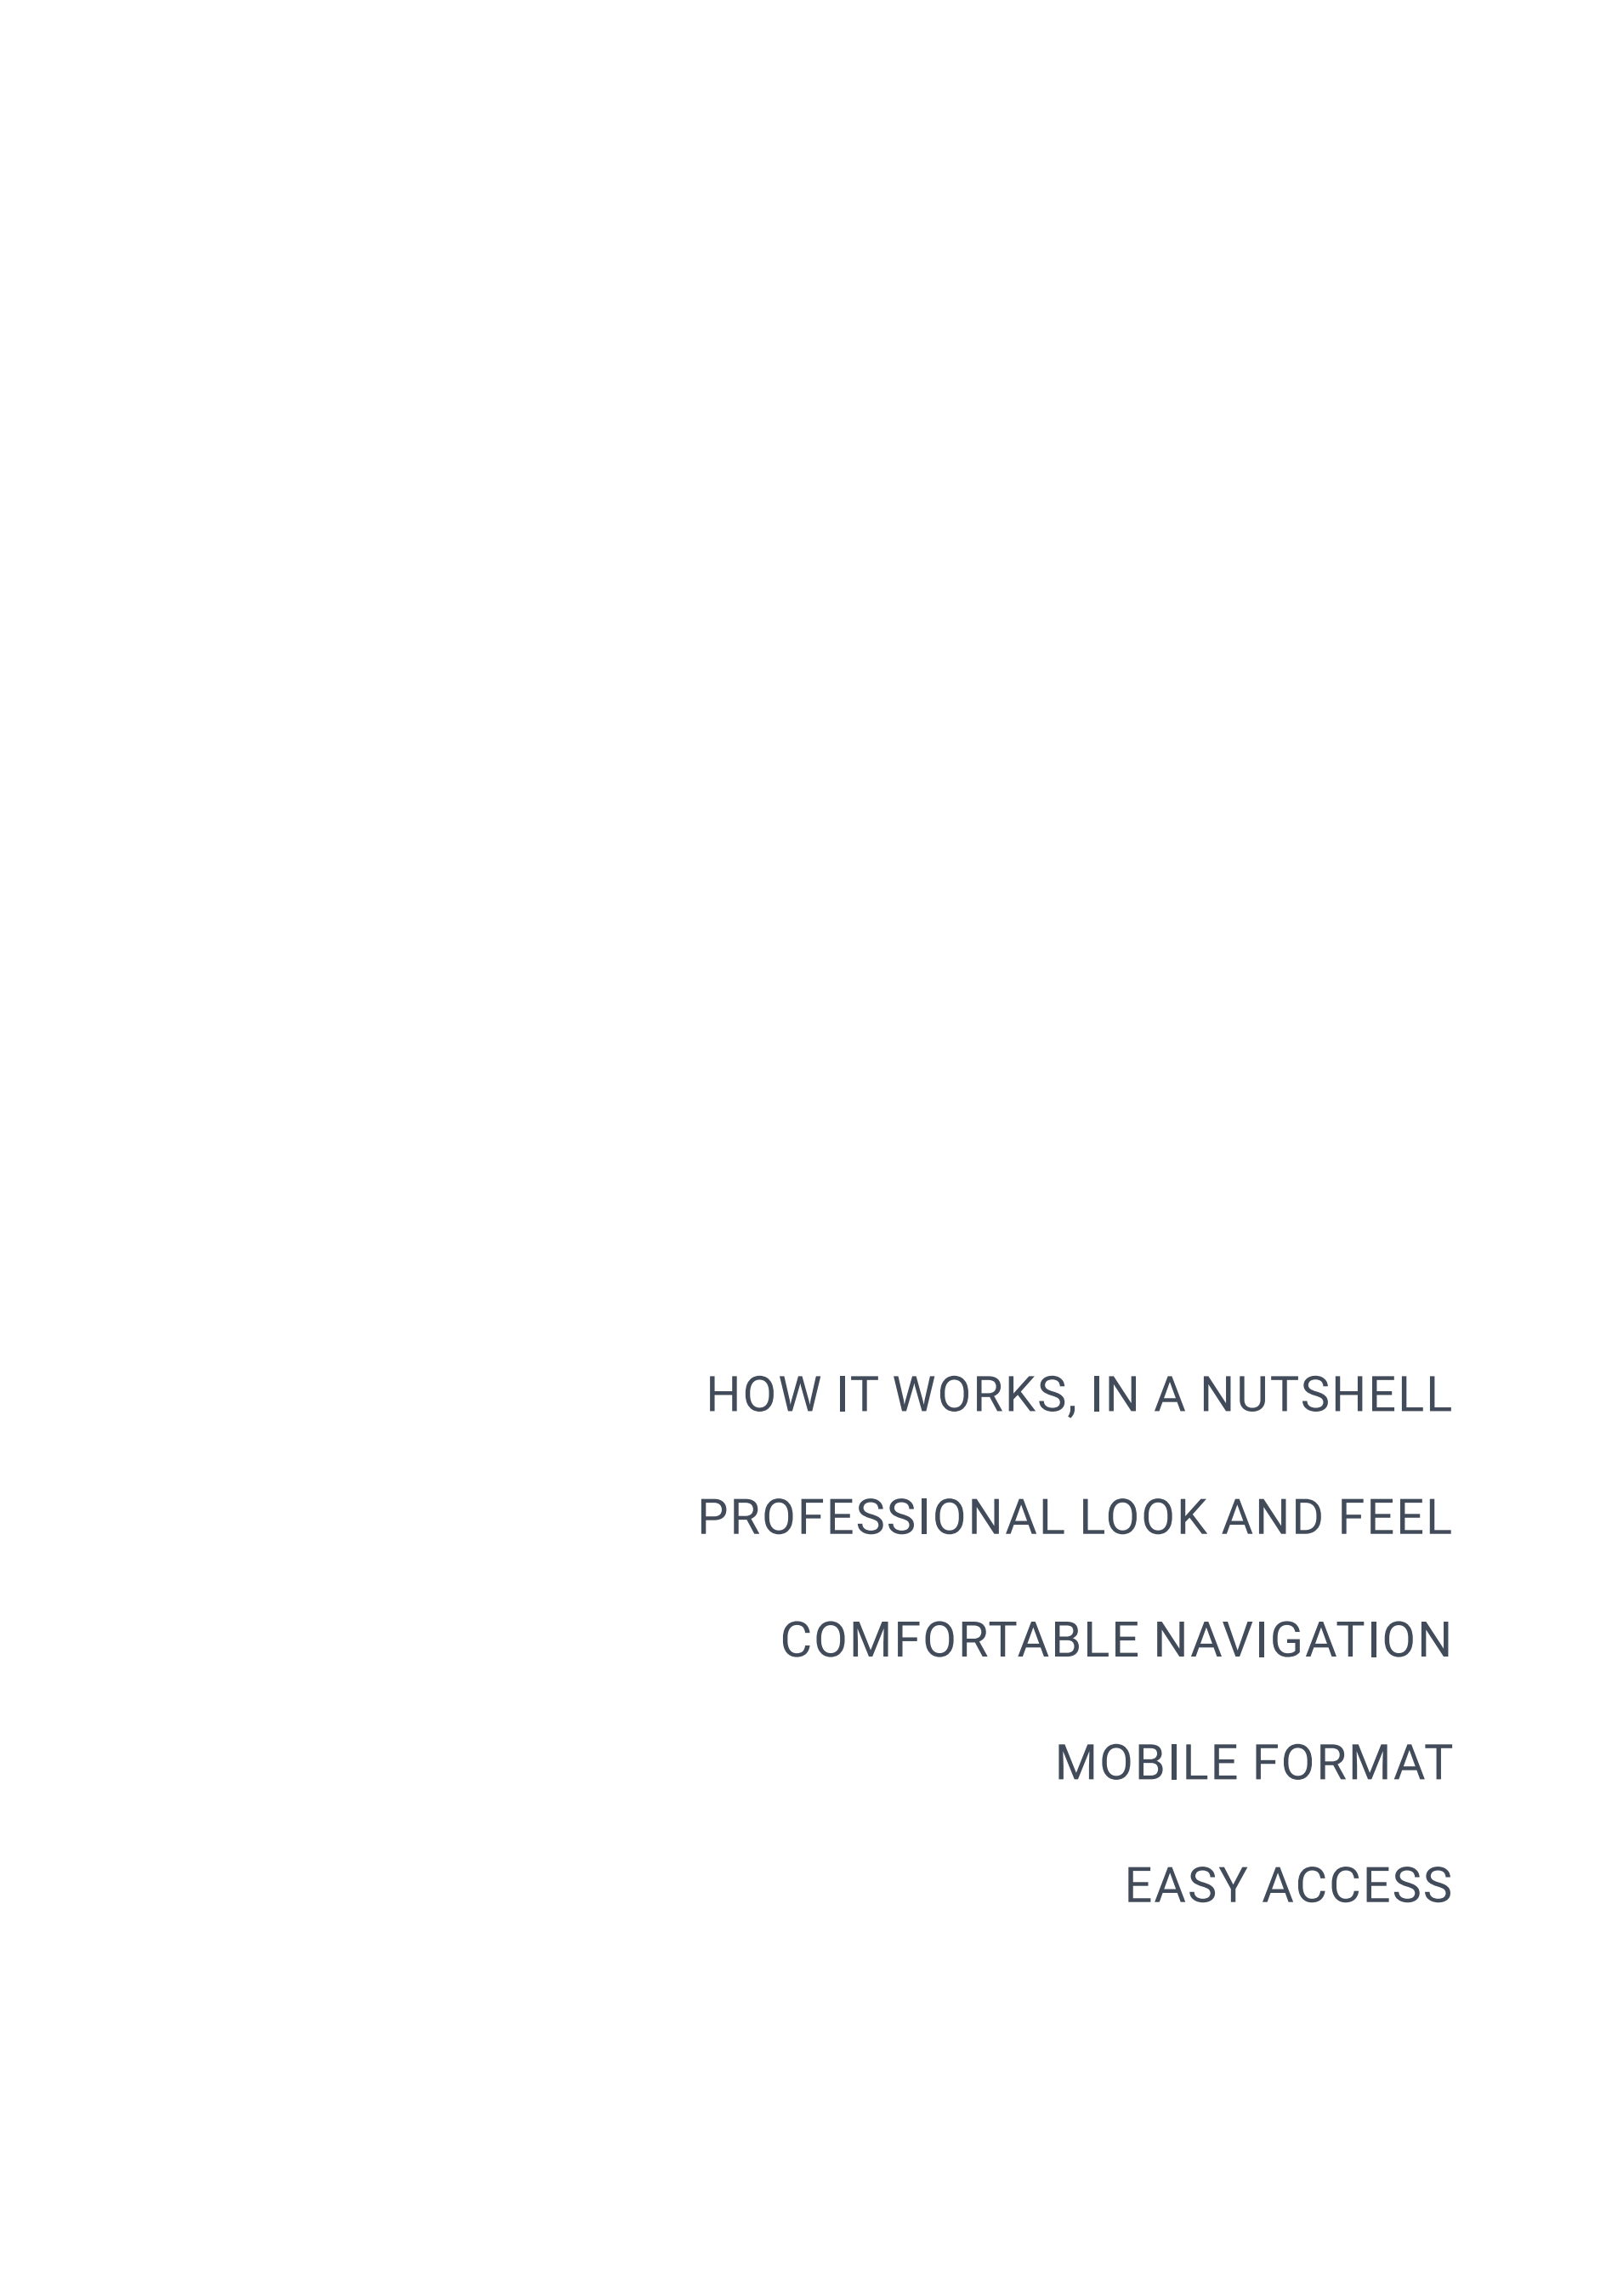 HOW IT WORKS, IN A NUTSHELL
PROFESSIONAL LOOK AND FEEL
COMFORTABLE NAVIGATION
MOBILE FORMAT
EASY ACCESS